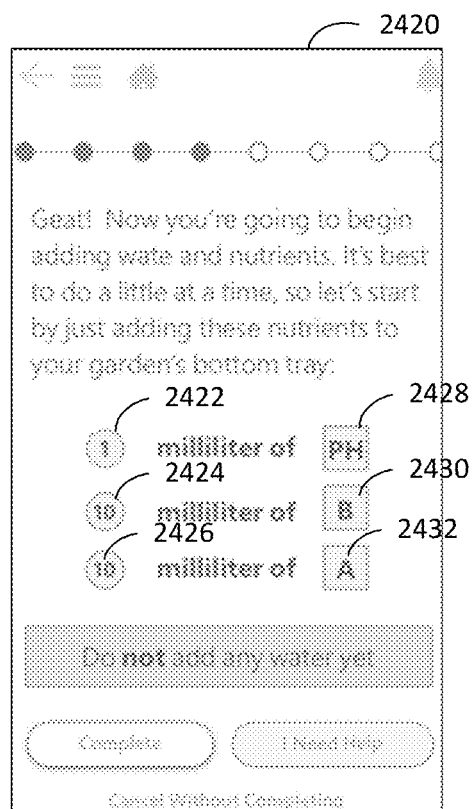 2420
Geat! Now you're going to begin
adding wate and nutrients. It's best
to do a little at a time, so let's start
by just adding these nutrients to
your garden's bottom tray:
2422 2428
1 milliliter of PH
2424 2430
10 milliliter of B
2426 2432
10 milliliter of A
Do not add any water yet
Complete I Need Help
Cancel Without Completing